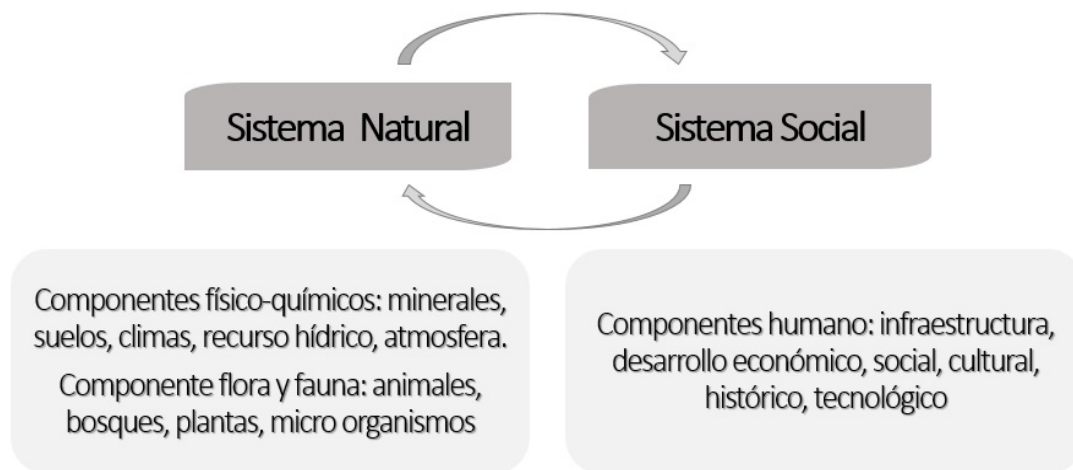 Sistema Natural
Sistema Social
Componentes físico-químicos: minerales,
suelos, climas, recurso hídrico, atmosfera.
Componente flora y fauna: animales,
bosques, plantas, micro organismos
Componentes humano: infraestructura,
desarrollo económico, social, cultural,
histórico, tecnológico